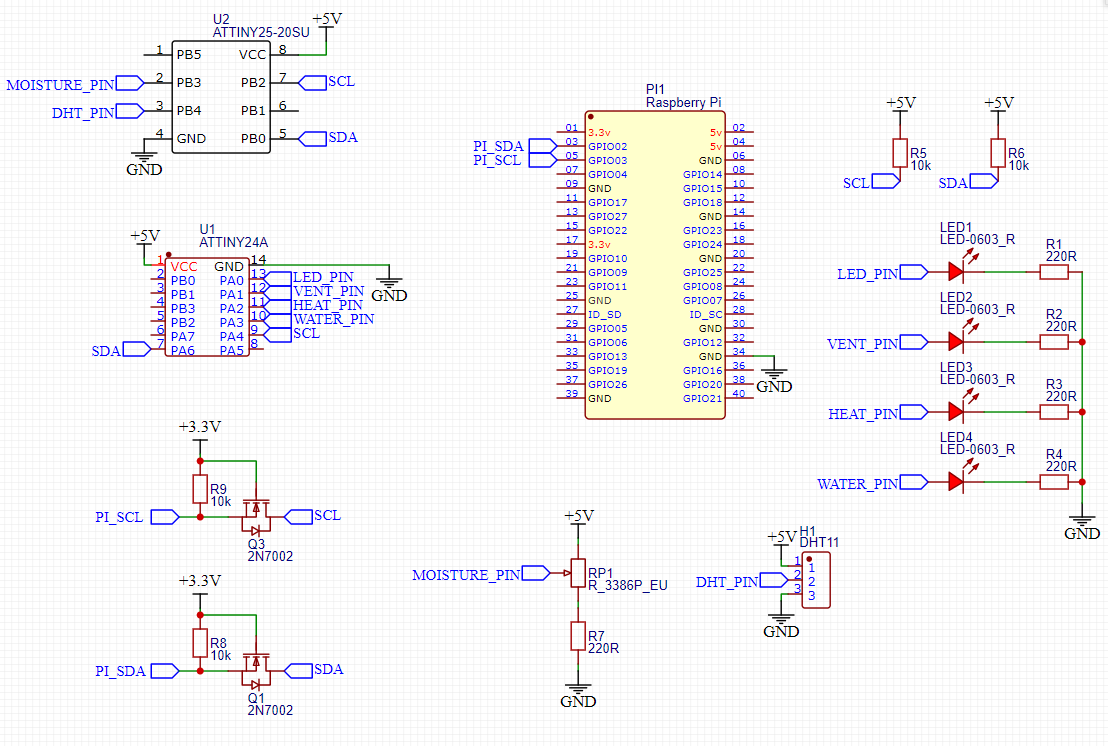 U2
ATTINY25-20SU
+5V
1 PB5 VCC 8
MOISTURE_PIN 2 PB3 PB2 7 SCL
DHT_PIN 3 PB4 PB1 6
4 GND PB0 5 SDA
GND
+5V
U1
ATTINY24A
1 VCC GND 14
2 PB0 PA0 13 LED_PIN
3 PB1 PA1 12 VENT_PIN
4 PB3 PA2 11 HEAT_PIN
5 PB2 PA3 10 WATER_PIN
6 PA7 PA4 9 SCL
SDA 7 PA6 PA5 8
GND
+3.3V
R9
10k
PI_SCL
SCL
Q3
2N7002
+3.3V
R8
10k
PI_SDA
SDA
Q1
2N7002
PI1
Raspberry Pi
01 3.3v 5v 02
PI_SDA 03 GPIO02 5v 04
PI_SCL 05 GPIO03 GND 06
07 GPIO04 GPIO14 08
09 GND GPIO15 10
11 GPIO17 GPIO18 12
13 GPIO27 GND 14
15 GPIO22 GPIO23 16
17 3.3v GPIO24 18
19 GPIO10 GND 20
21 GPIO09 GPIO25 22
23 GPIO11 GPIO08 24
25 GND GPIO07 26
27 ID_SD ID_SC 28
29 GPIO05 GND 30
31 GPIO06 GPIO12 32
33 GPIO13 GND 34
35 GPIO19 GPIO16 36
37 GPIO26 GPIO20 38
39 GND GPIO21 40
GND
+5V
R5
10k
SCL
+5V
R6
10k
SDA
LED1
LED-0603_R
R1
220R
LED_PIN
LED2
LED-0603_R
R2
220R
VENT_PIN
LED3
LED-0603_R
R3
220R
HEAT_PIN
LED4
LED-0603_R
R4
220R
WATER_PIN
GND
+5V
MOISTURE_PIN
RP1
R_3386P_EU
R7
220R
GND
+5V
H1
DHT11
1 1
DHT_PIN 2 2
3 3
GND